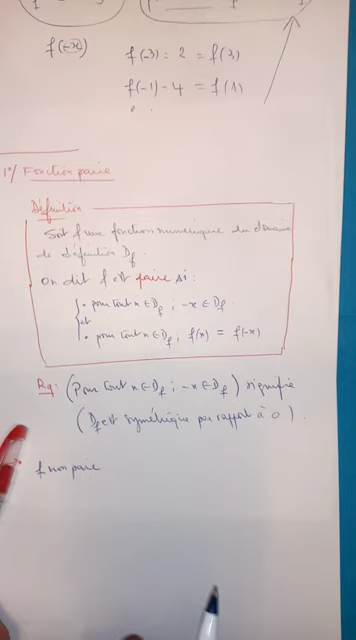 f(-x)
f(-3) = 2 = f(3)
f(-1) - 4 = f(1)
1°/ Fonction paire
Définition
Soit f une fonction numérique du domaine
de définition Df.
On dit f est paire si:
• pour tout x ∈ Df ; -x ∈ Df
et
• pour tout x ∈ Df, f(x) = f(-x)
Rq: (Pour tout x ∈ Df ; -x ∈ Df) signifie
(Df est symétrique par rapport à 0).
f non paire